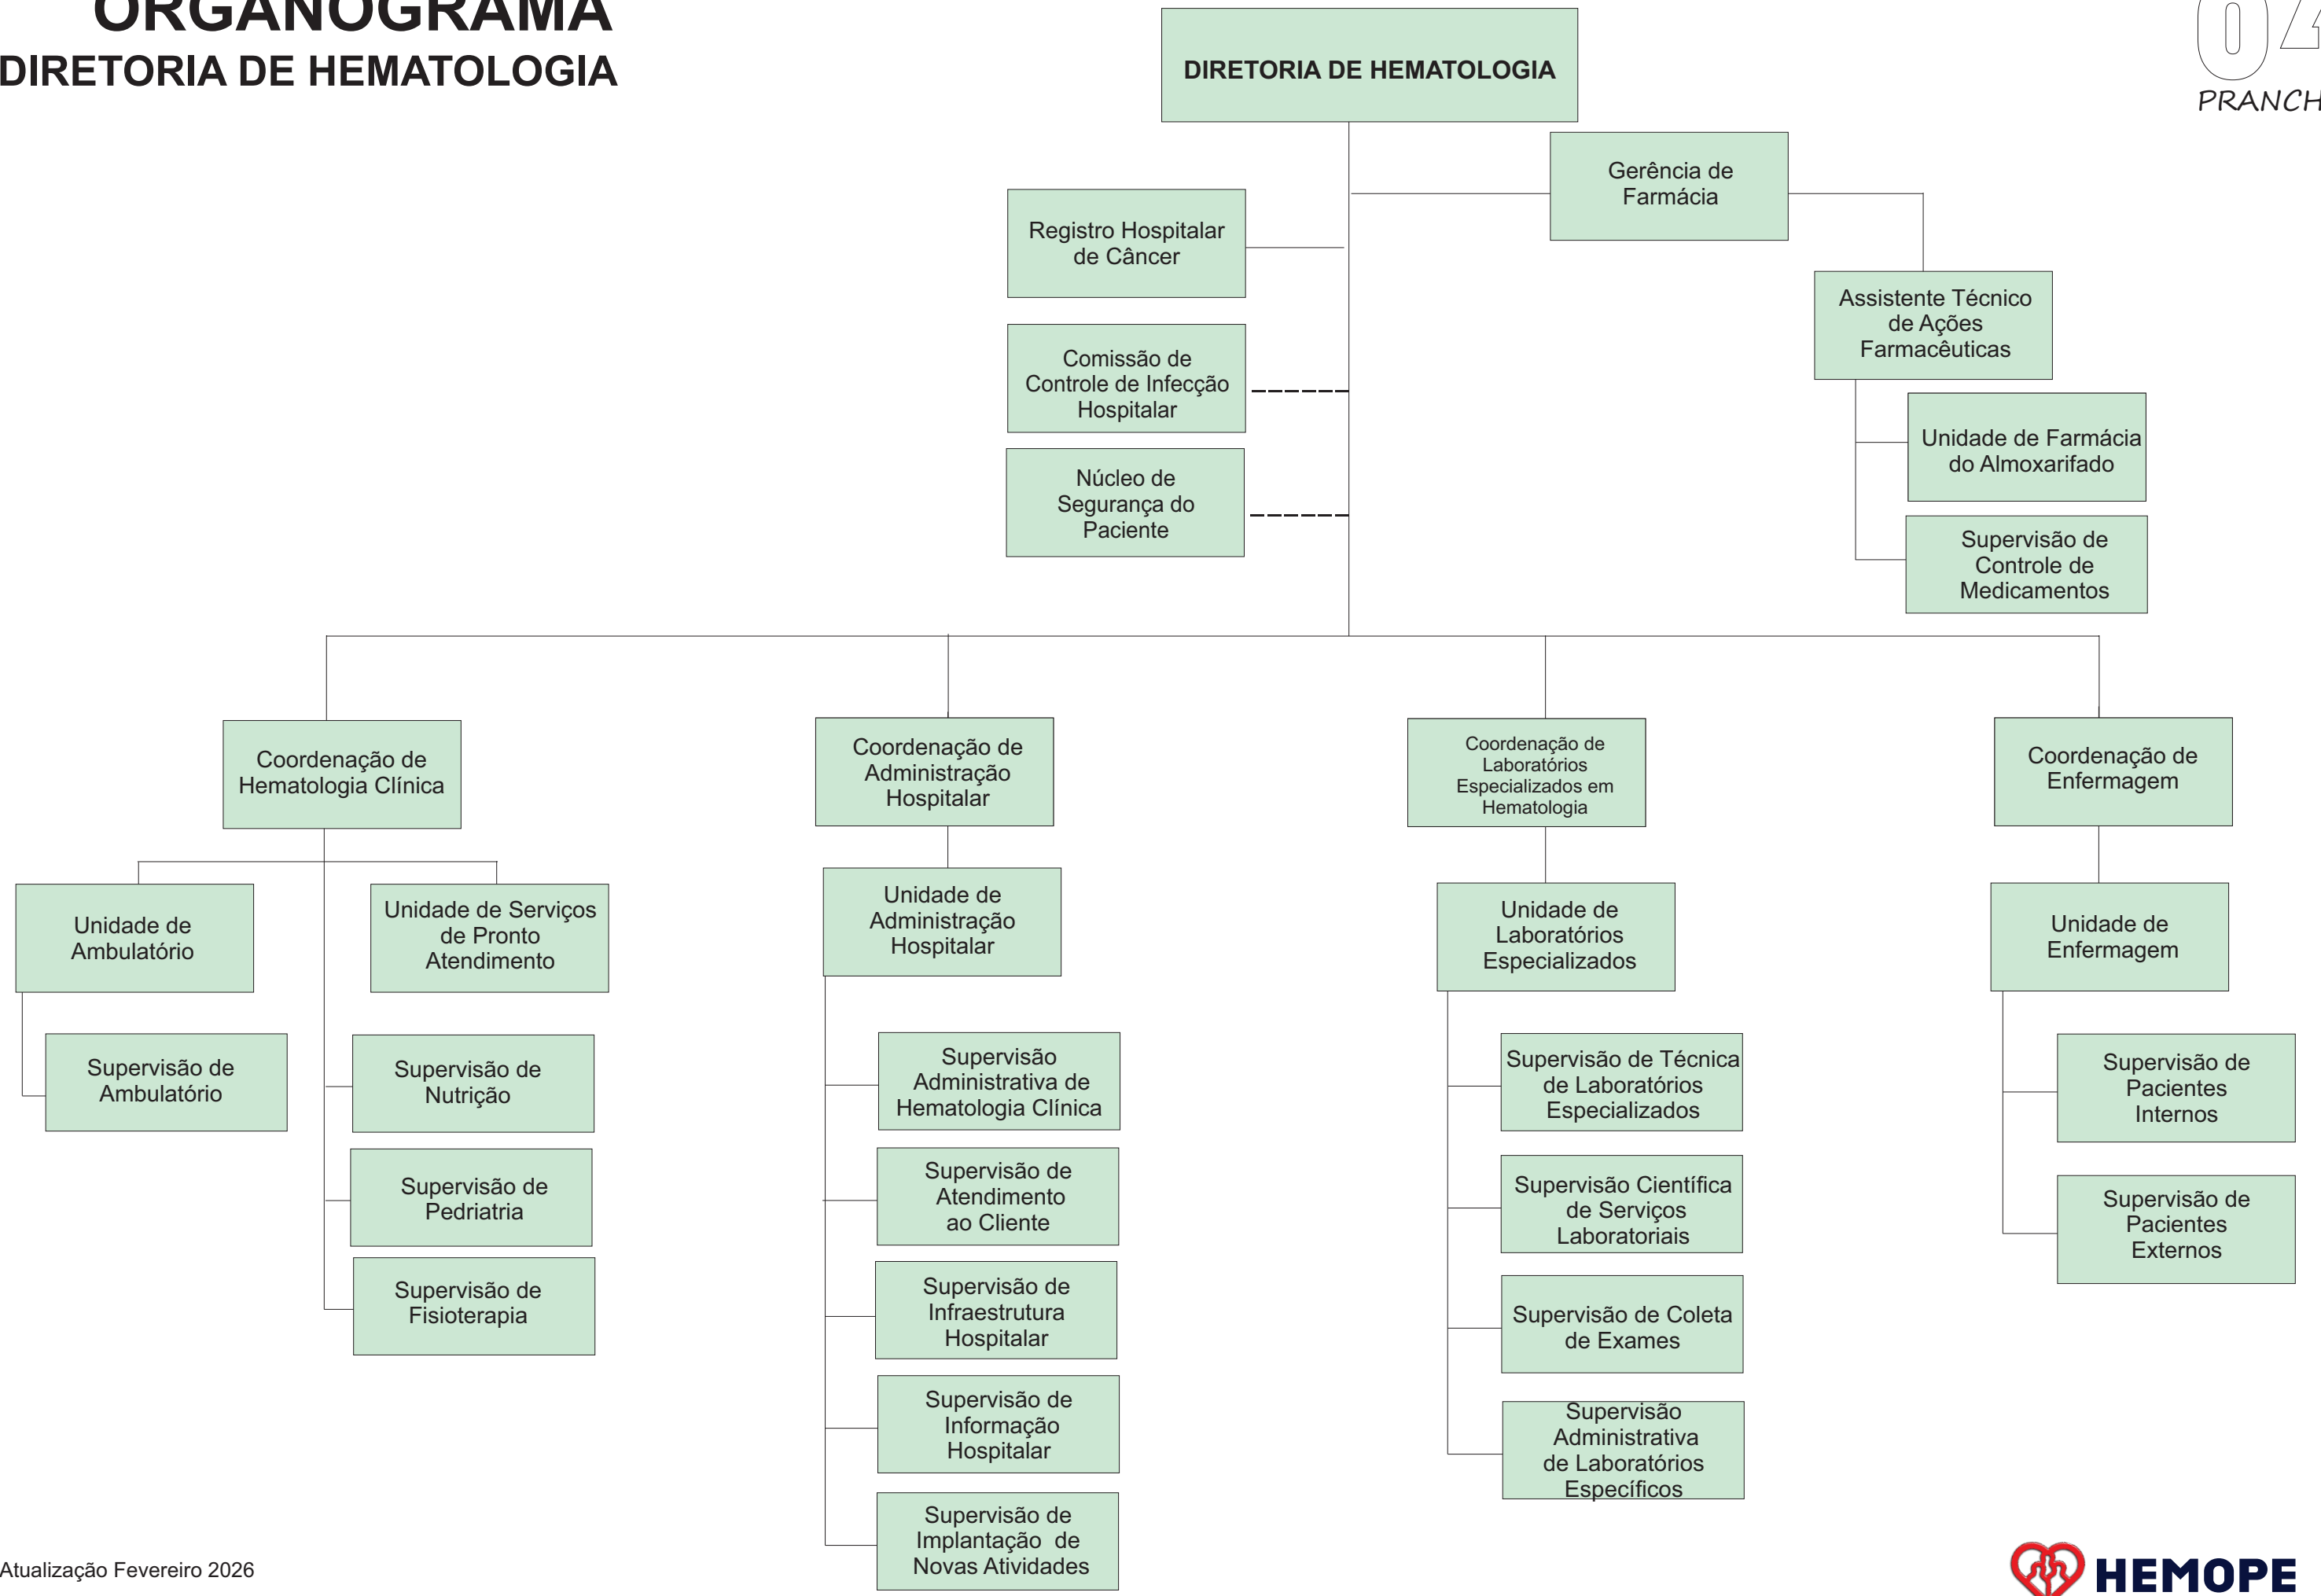 ORGANOGRAMA
DIRETORIA DE HEMATOLOGIA
04
PRANCH
DIRETORIA DE HEMATOLOGIA
Gerência de
Farmácia
Registro Hospitalar
de Câncer
Assistente Técnico
de Ações
Farmacêuticas
Comissão de
Controle de Infecção
Hospitalar
Unidade de Farmácia
do Almoxarifado
Núcleo de
Segurança do
Paciente
Supervisão de
Controle de
Medicamentos
Coordenação de
Hematologia Clínica
Coordenação de
Administração
Hospitalar
Coordenação de
Laboratórios
Especializados em
Hematologia
Coordenação de
Enfermagem
Unidade de
Ambulatório
Unidade de Serviços
de Pronto
Atendimento
Unidade de
Administração
Hospitalar
Unidade de
Laboratórios
Especializados
Unidade de
Enfermagem
Supervisão de
Ambulatório
Supervisão de
Nutrição
Supervisão de
Pedriatria
Supervisão de
Fisioterapia
Supervisão
Administrativa de
Hematologia Clínica
Supervisão de
Atendimento
ao Cliente
Supervisão de
Infraestrutura
Hospitalar
Supervisão de
Informação
Hospitalar
Supervisão de
Implantação de
Novas Atividades
Supervisão de Técnica
de Laboratórios
Especializados
Supervisão Científica
de Serviços
Laboratoriais
Supervisão de Coleta
de Exames
Supervisão
Administrativa
de Laboratórios
Específicos
Supervisão de
Pacientes
Internos
Supervisão de
Pacientes
Externos
Atualização Fevereiro 2026
HEMOPE